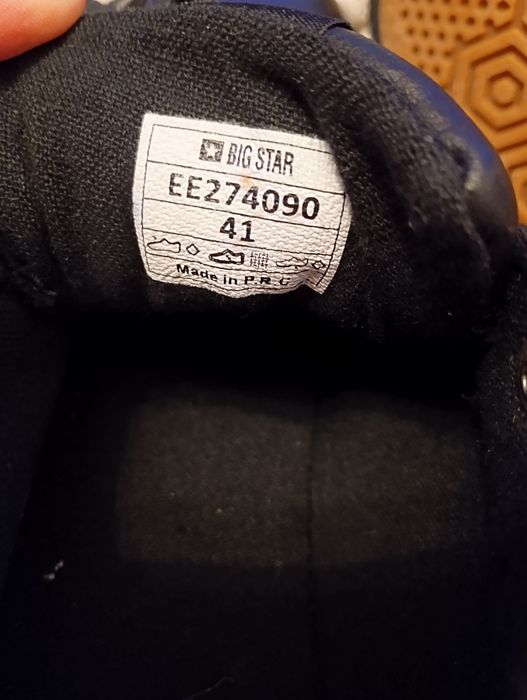 BIG STAR
EE274090
41
Made in P.R.C